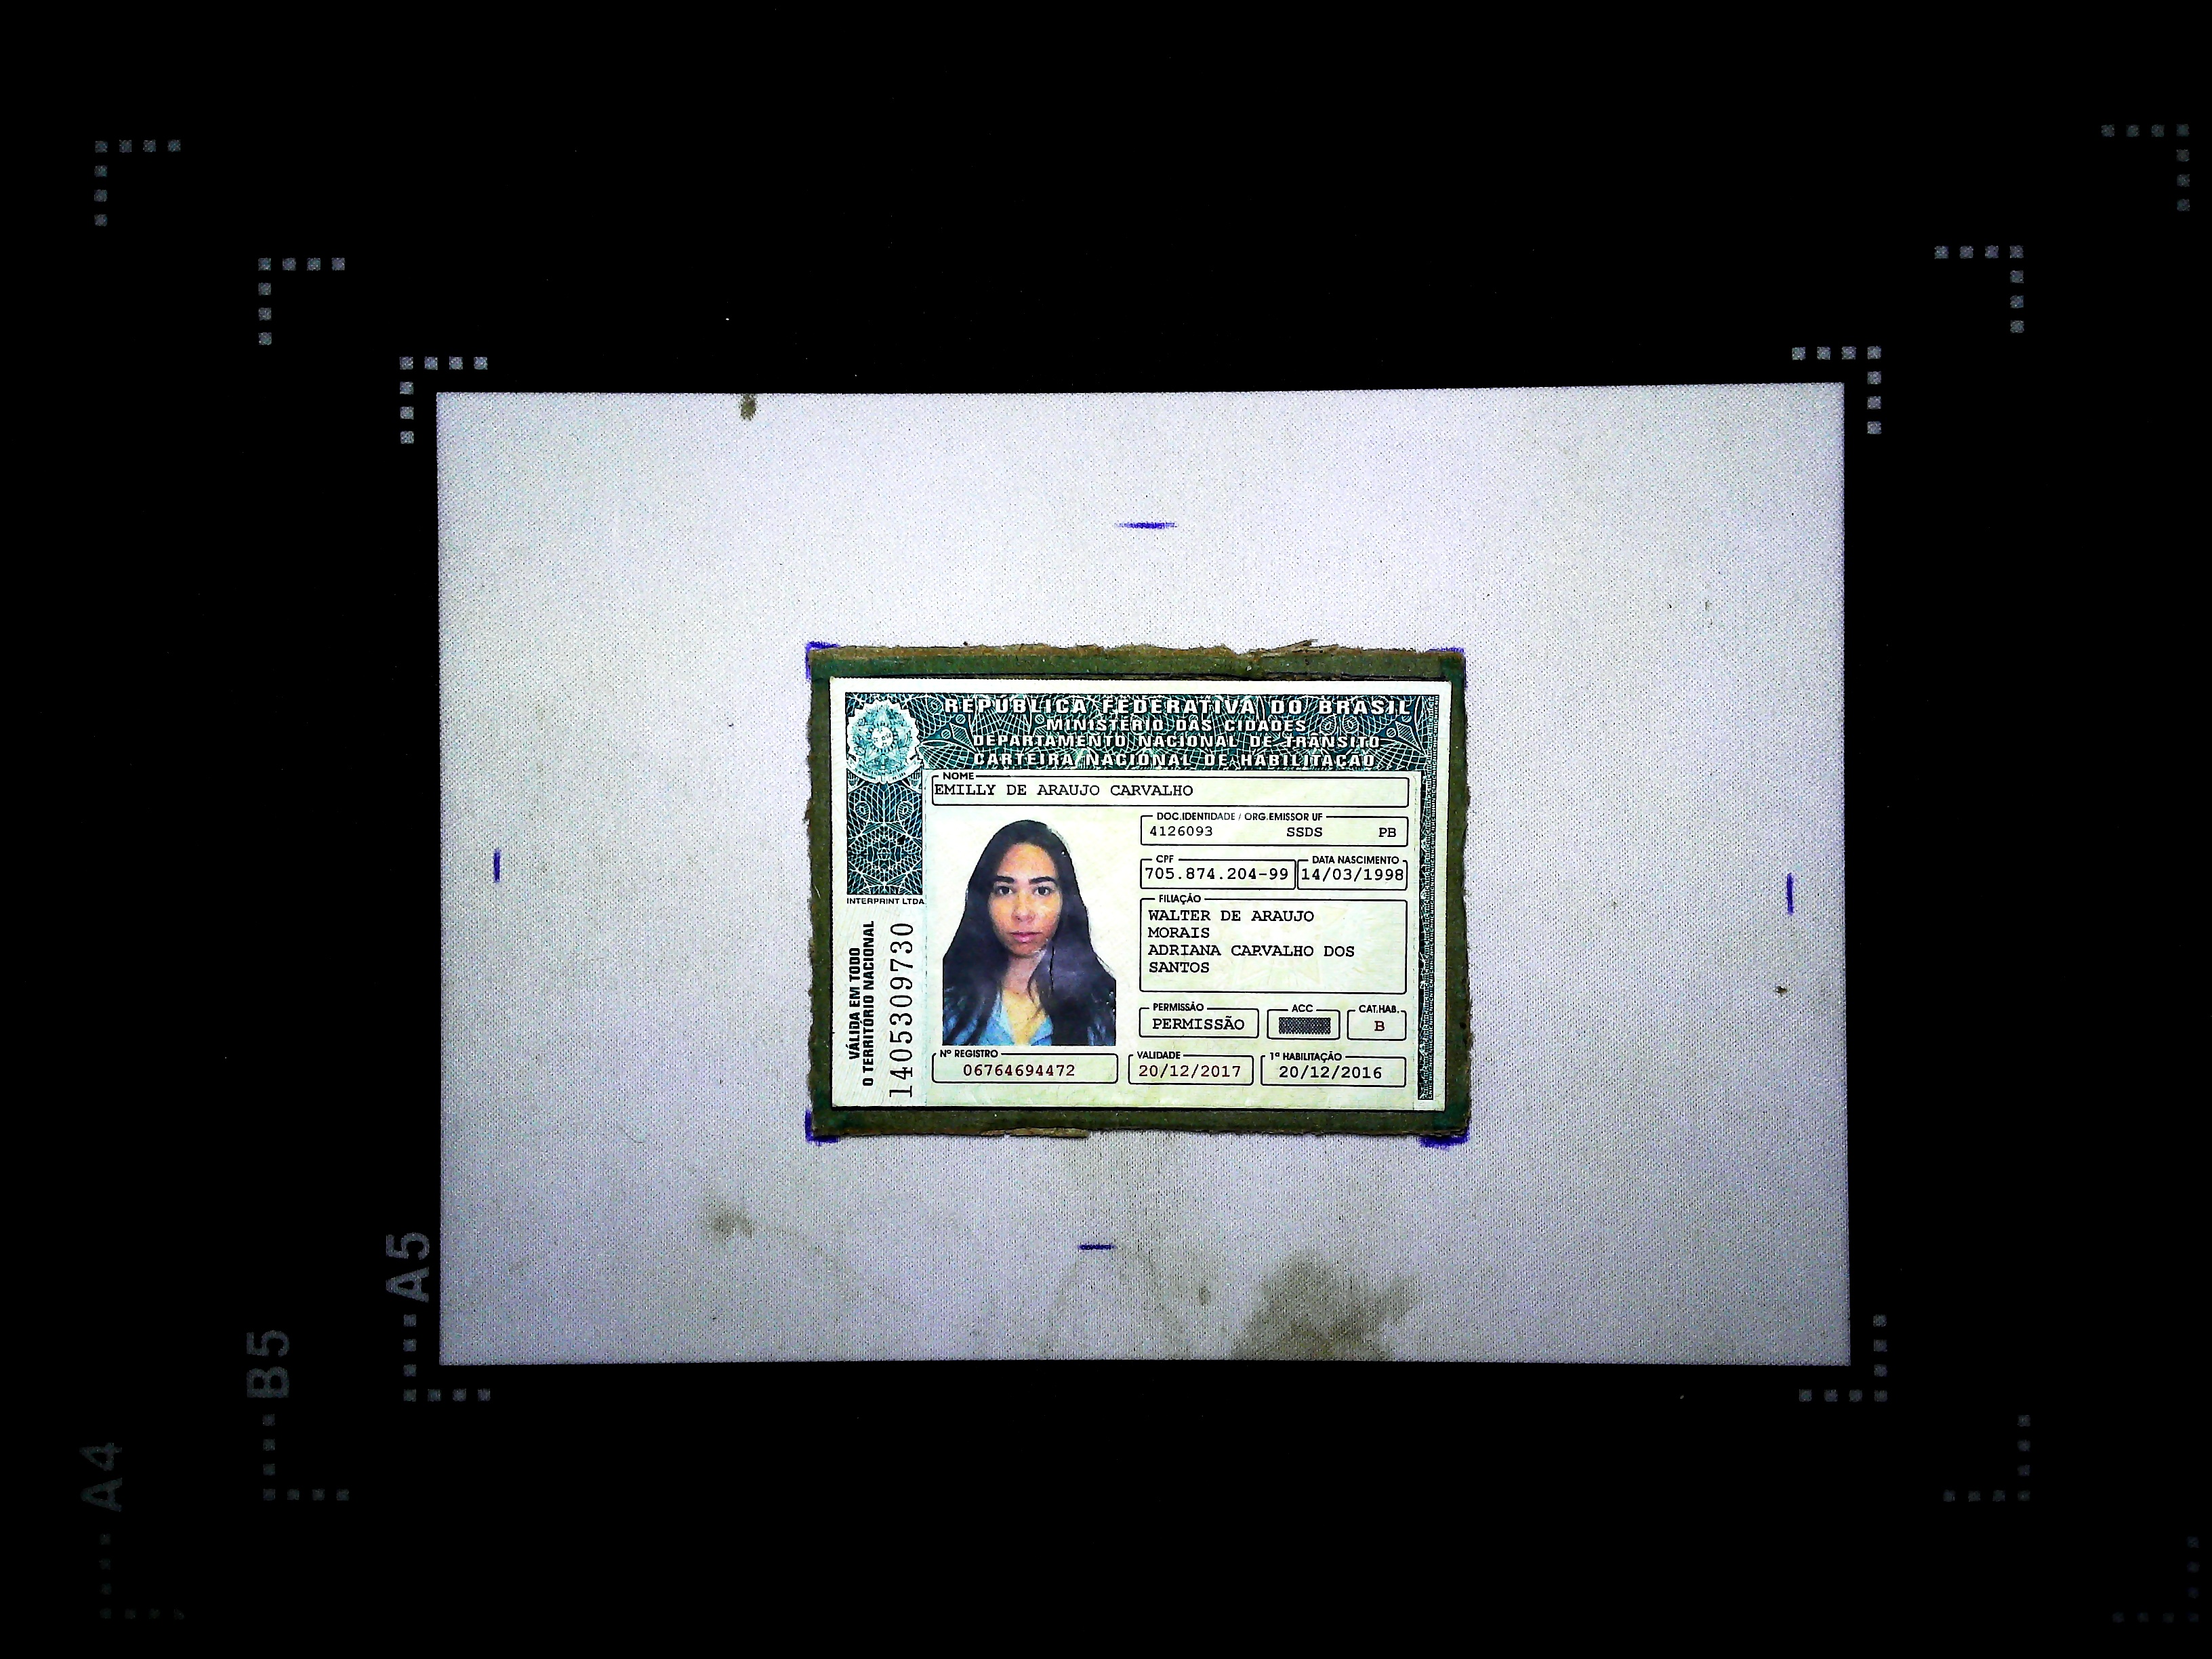 REPÚBLICA FEDERATIVA DO BRASIL
MINISTÉRIO DAS CIDADES
DEPARTAMENTO NACIONAL DE TRÂNSITO
CARTEIRA NACIONAL DE HABILITAÇÃO
NOME
EMILLY DE ARAUJO CARVALHO
DOC.IDENTIDADE / ORG.EMISSOR UF
4126093 SSDS PB
CPF DATA NASCIMENTO
705.874.204-99 14/03/1998
FILIAÇÃO
WALTER DE ARAUJO
MORAIS
ADRIANA CARVALHO DOS
SANTOS
PERMISSÃO ACC CAT.HAB.
PERMISSÃO B
Nº REGISTRO VALIDADE 1ª HABILITAÇÃO
06764694472 20/12/2017 20/12/2016
INTERPRINT LTDA
VÁLIDA EM TODO
O TERRITÓRIO NACIONAL
1405309730
A5
B5
A4